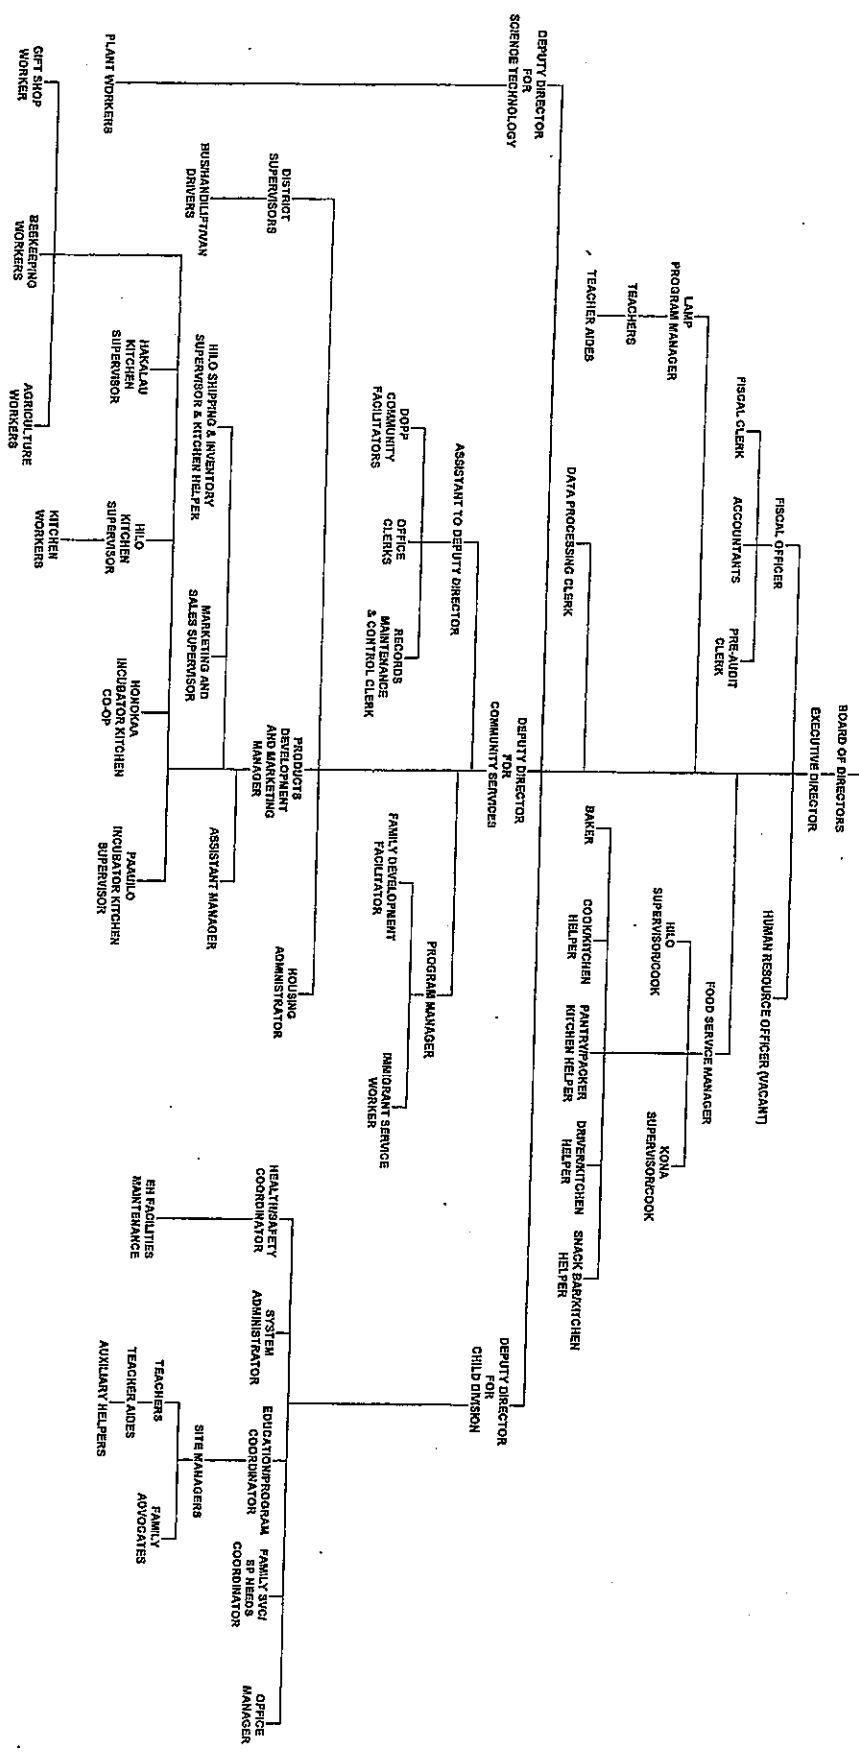 BOARD OF DIRECTORS
EXECUTIVE DIRECTOR
FISCAL OFFICER
FISCAL CLERK
ACCOUNTANTS
PRE-AUDIT
CLERK
HUMAN RESOURCE OFFICER (VACANT)
LAMP
PROGRAM MANAGER
TEACHERS
TEACHER AIDES
FOOD SERVICE MANAGER
HILO
SUPERVISOR/COOK
KONA
SUPERVISOR/COOK
BAKER
COOK/KITCHEN
HELPER
PANTRY/PACKER
KITCHEN HELPER
DRIVER/KITCHEN
HELPER
SNACK BAR/KITCHEN
HELPER
DATA PROCESSING CLERK
DEPUTY DIRECTOR
FOR
SCIENCE TECHNOLOGY
PLANT WORKERS
DEPUTY DIRECTOR
FOR
COMMUNITY SERVICES
DEPUTY DIRECTOR
FOR
CHILD DIVISION
ASSISTANT TO DEPUTY DIRECTOR
DOPP
COMMUNITY
FACILITATORS
OFFICE
CLERKS
RECORDS
MAINTENANCE
& CONTROL CLERK
PROGRAM MANAGER
FAMILY DEVELOPMENT
FACILITATOR
IMMIGRANT SERVICE
WORKER
DISTRICT
SUPERVISORS
BUS/HANDILIFT/VAN
DRIVERS
PRODUCTS
DEVELOPMENT
AND MARKETING
MANAGER
HOUSING
ADMINISTRATOR
ASSISTANT MANAGER
HILO SHIPPING & INVENTORY
SUPERVISOR & KITCHEN HELPER
MARKETING AND
SALES SUPERVISOR
HAKALAU
KITCHEN
SUPERVISOR
HILO
KITCHEN
SUPERVISOR
HONOKAA
INCUBATOR KITCHEN
CO-OP
PAAUILO
INCUBATOR KITCHEN
SUPERVISOR
KITCHEN
WORKERS
GIFT SHOP
WORKER
BEEKEEPING
WORKERS
AGRICULTURE
WORKERS
HEALTH/SAFETY
COORDINATOR
EH FACILITIES
MAINTENANCE
SYSTEM
ADMINISTRATOR
EDUCATION/PROGRAM
COORDINATOR
FAMILY SVC/
SP NEEDS
COORDINATOR
OFFICE
MANAGER
SITE MANAGERS
TEACHERS
TEACHER AIDES
AUXILIARY HELPERS
FAMILY
ADVOCATES